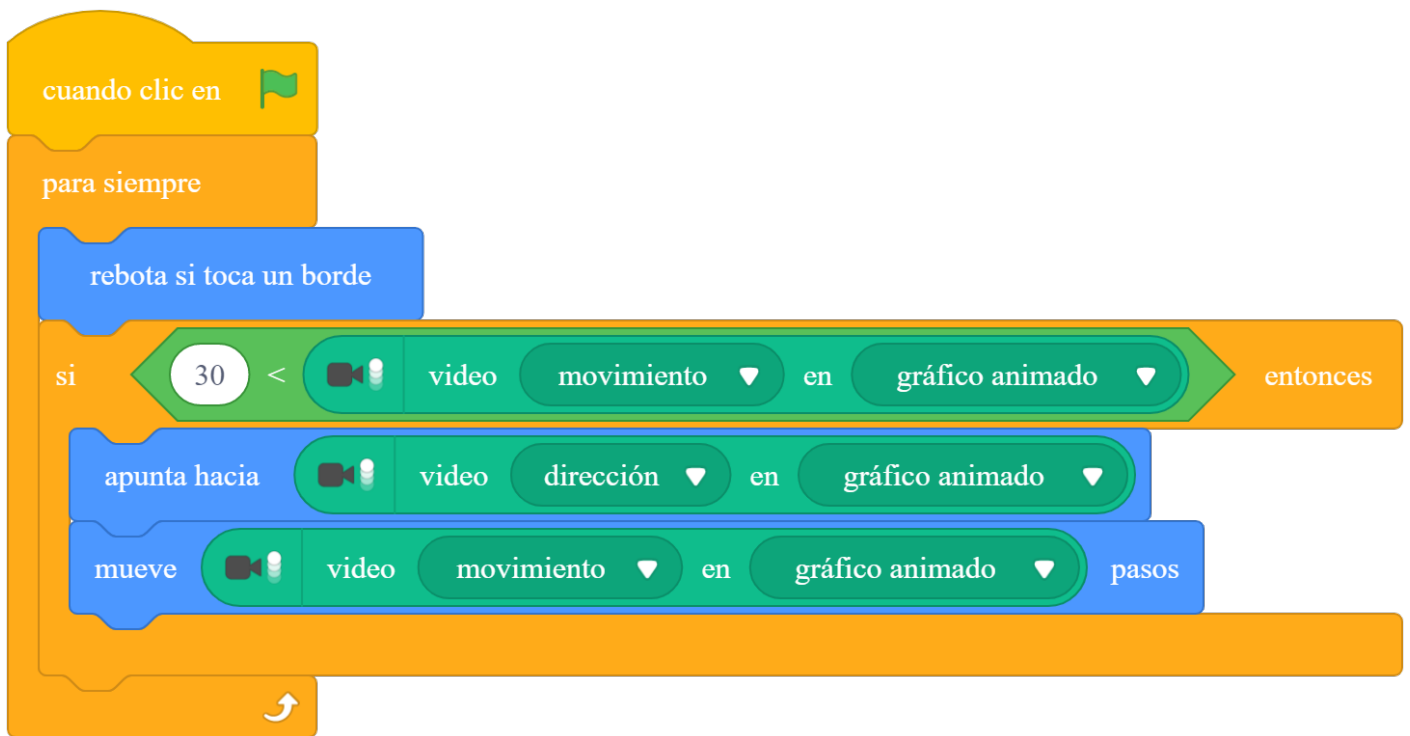 cuando clic en
para siempre
rebota si toca un borde
si 30 < video movimiento en gráfico animado entonces
apunta hacia video dirección en gráfico animado
mueve video movimiento en gráfico animado pasos